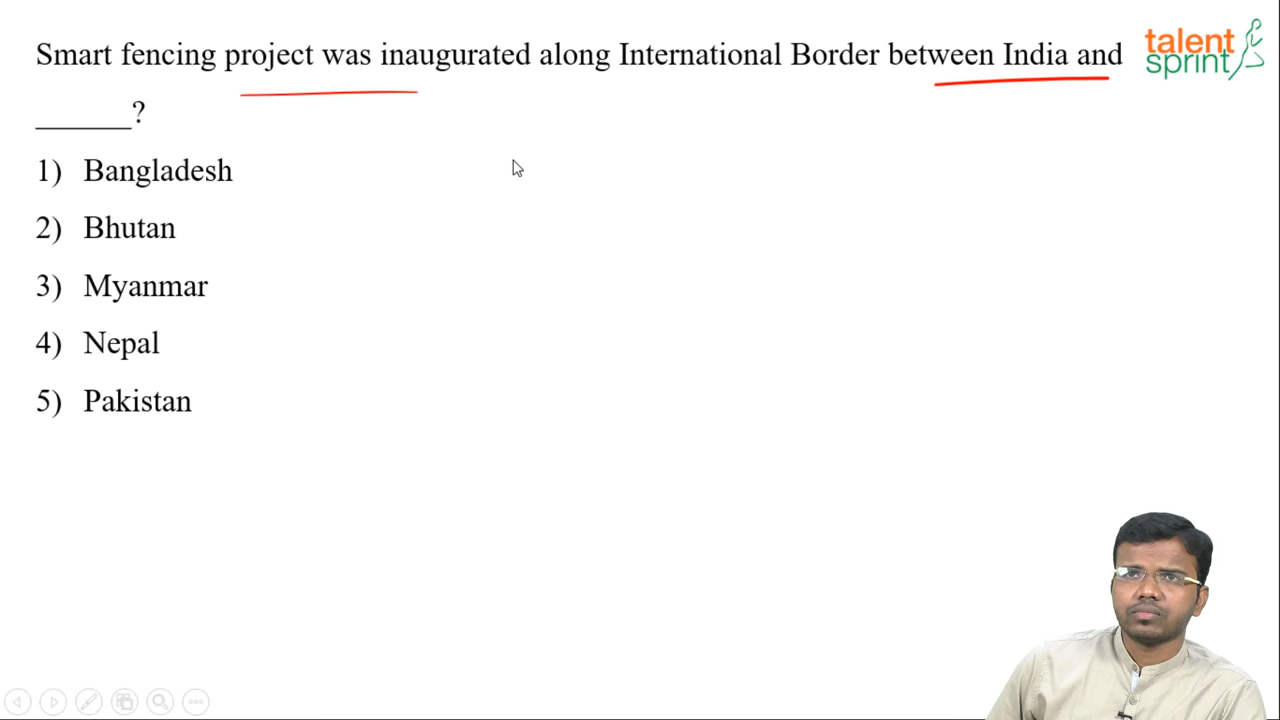 Smart fencing project was inaugurated along International Border between India and
______?
1) Bangladesh
2) Bhutan
3) Myanmar
4) Nepal
5) Pakistan
talent
sprint